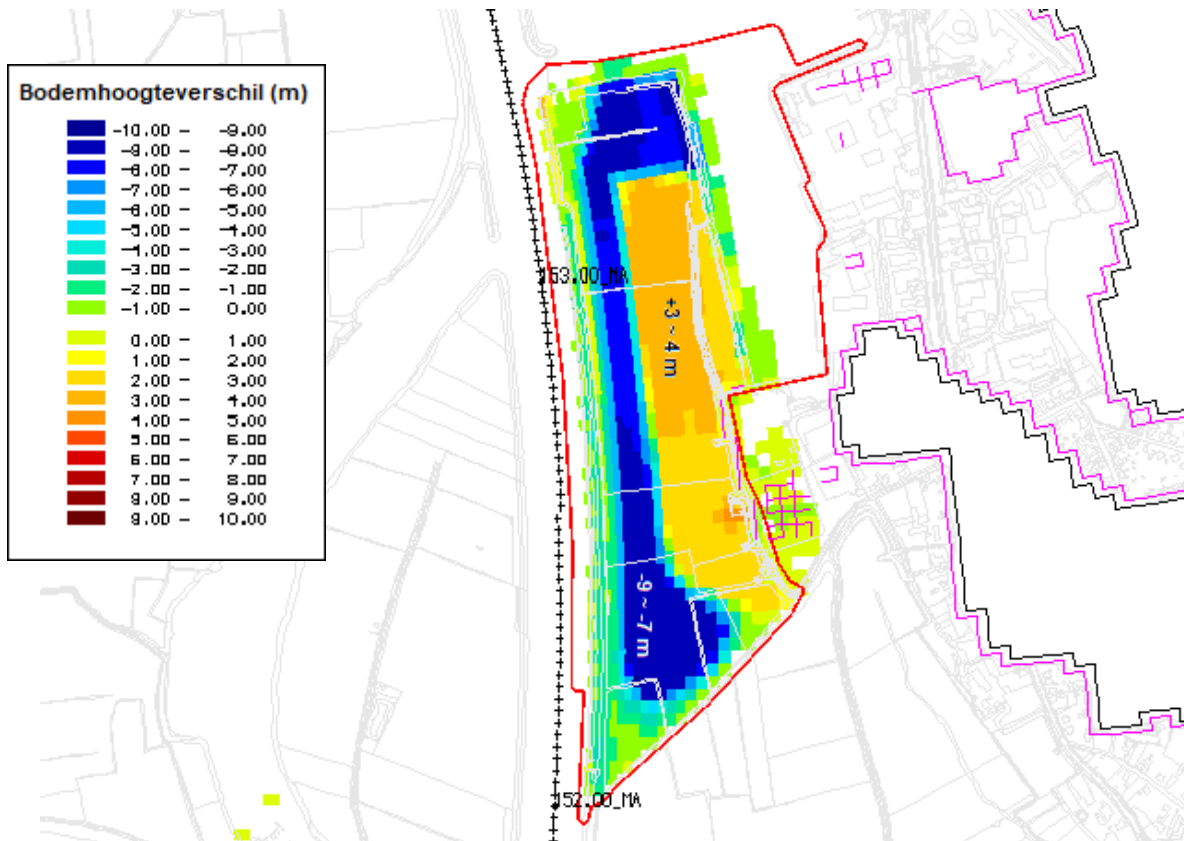 Bodemhoogteverschil (m)
-10.00 – -9.00
-9.00 – -8.00
-8.00 – -7.00
-7.00 – -6.00
-6.00 – -5.00
-5.00 – -4.00
-4.00 – -3.00
-3.00 – -2.00
-2.00 – -1.00
-1.00 – 0.00
0.00 – 1.00
1.00 – 2.00
2.00 – 3.00
3.00 – 4.00
4.00 – 5.00
5.00 – 6.00
6.00 – 7.00
7.00 – 8.00
8.00 – 9.00
9.00 – 10.00
153.00_MA
+3 ~ 4 m
-9 ~ -7 m
152.00_MA